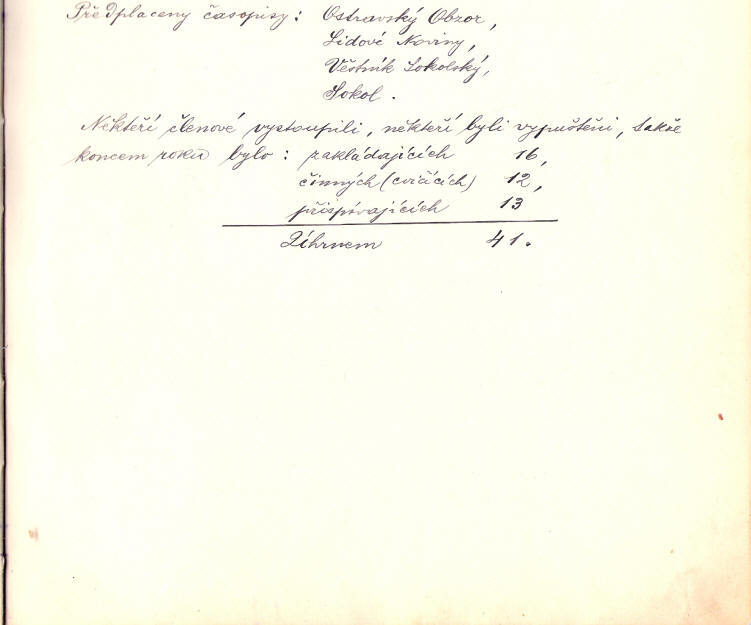 Předplaceny časopisy: Ostravský Obzor,
Lidové Noviny,
Věstník Sokolský,
Sokol.
Někteří členové vystoupili, někteří byli vypuštěni, takže
koncem roku bylo: zakládajících 16,
činných (cvičících) 12,
přispívajících 13
Úhrnem 41.